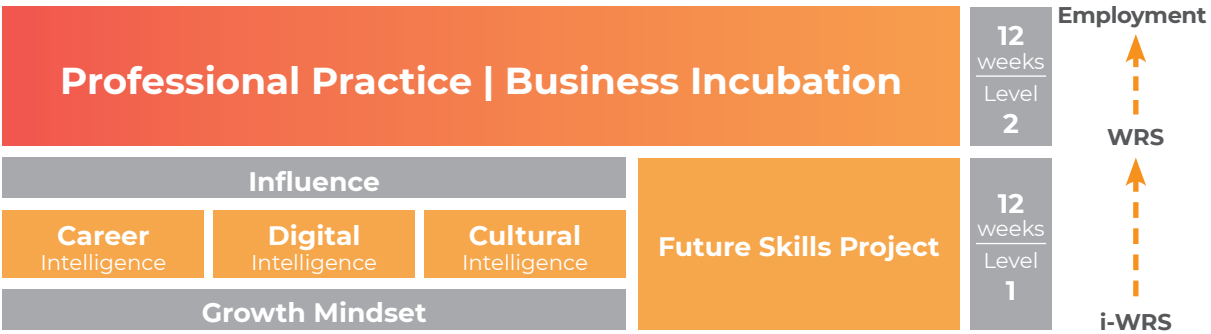 Professional Practice | Business Incubation
12
weeks
Level
2
Employment
WRS
Influence
Career
Intelligence
Digital
Intelligence
Cultural
Intelligence
Growth Mindset
Future Skills Project
12
weeks
Level
1
i-WRS